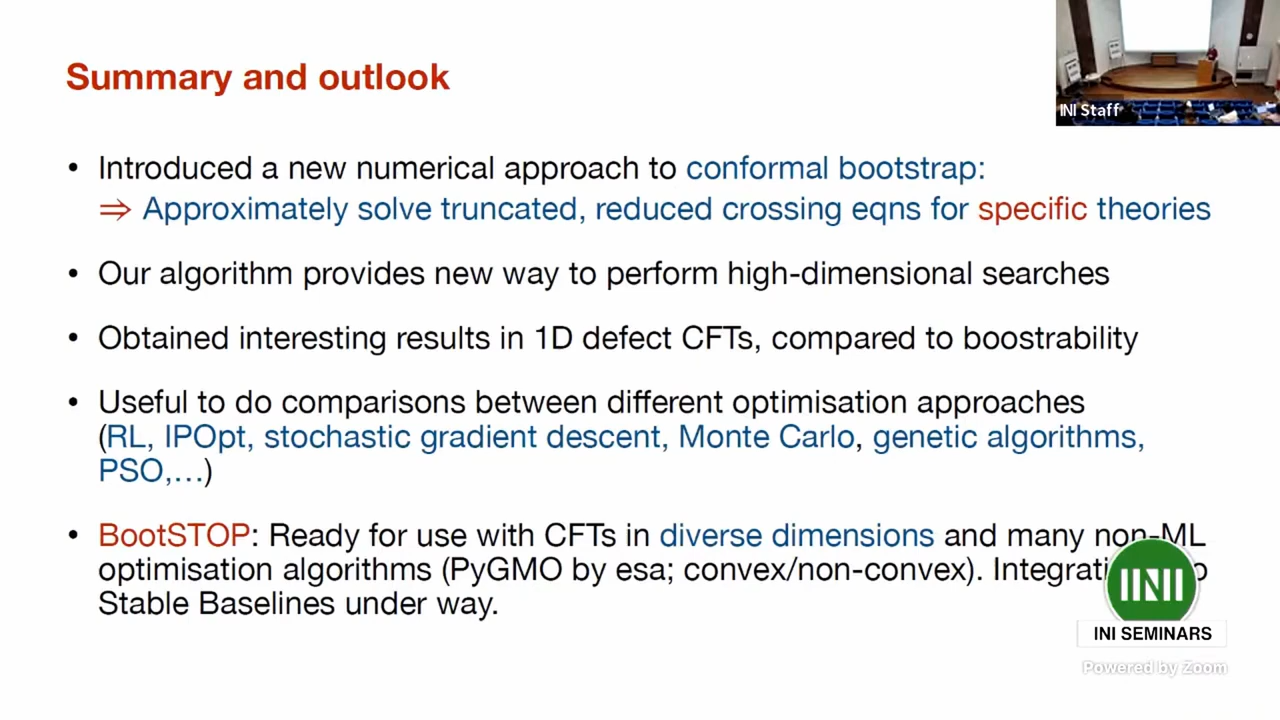 Summary and outlook
INI Staff
• Introduced a new numerical approach to conformal bootstrap:
⇒ Approximately solve truncated, reduced crossing eqns for specific theories
• Our algorithm provides new way to perform high-dimensional searches
• Obtained interesting results in 1D defect CFTs, compared to boostrability
• Useful to do comparisons between different optimisation approaches
(RL, IPOpt, stochastic gradient descent, Monte Carlo, genetic algorithms,
PSO,...)
• BootSTOP: Ready for use with CFTs in diverse dimensions and many non-ML
optimisation algorithms (PyGMO by esa; convex/non-convex). Integrati o
Stable Baselines under way.
INI
INI SEMINARS
Powered by Zoom